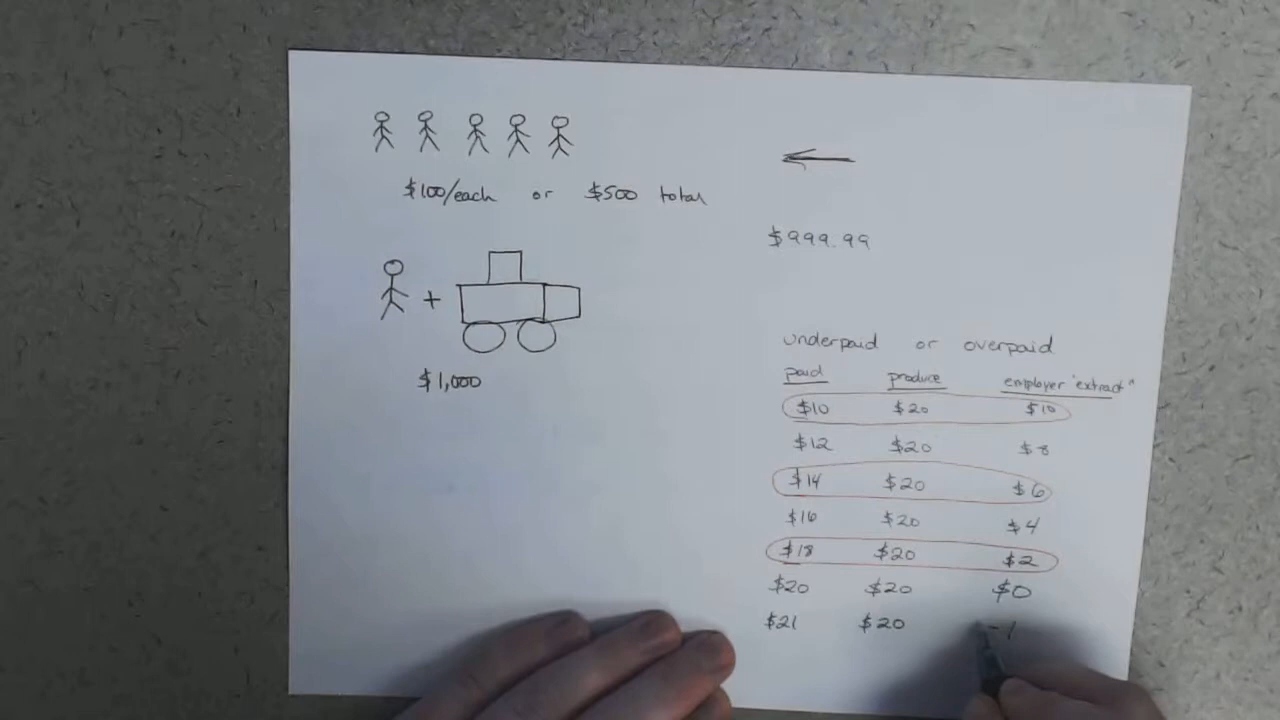 $100/each or $500 total
$999.99
$1,000
underpaid or overpaid
paid produce employer "extract"
$10 $20 $10
$12 $20 $8
$14 $20 $6
$16 $20 $4
$18 $20 $2
$20 $20 $0
$21 $20 -1